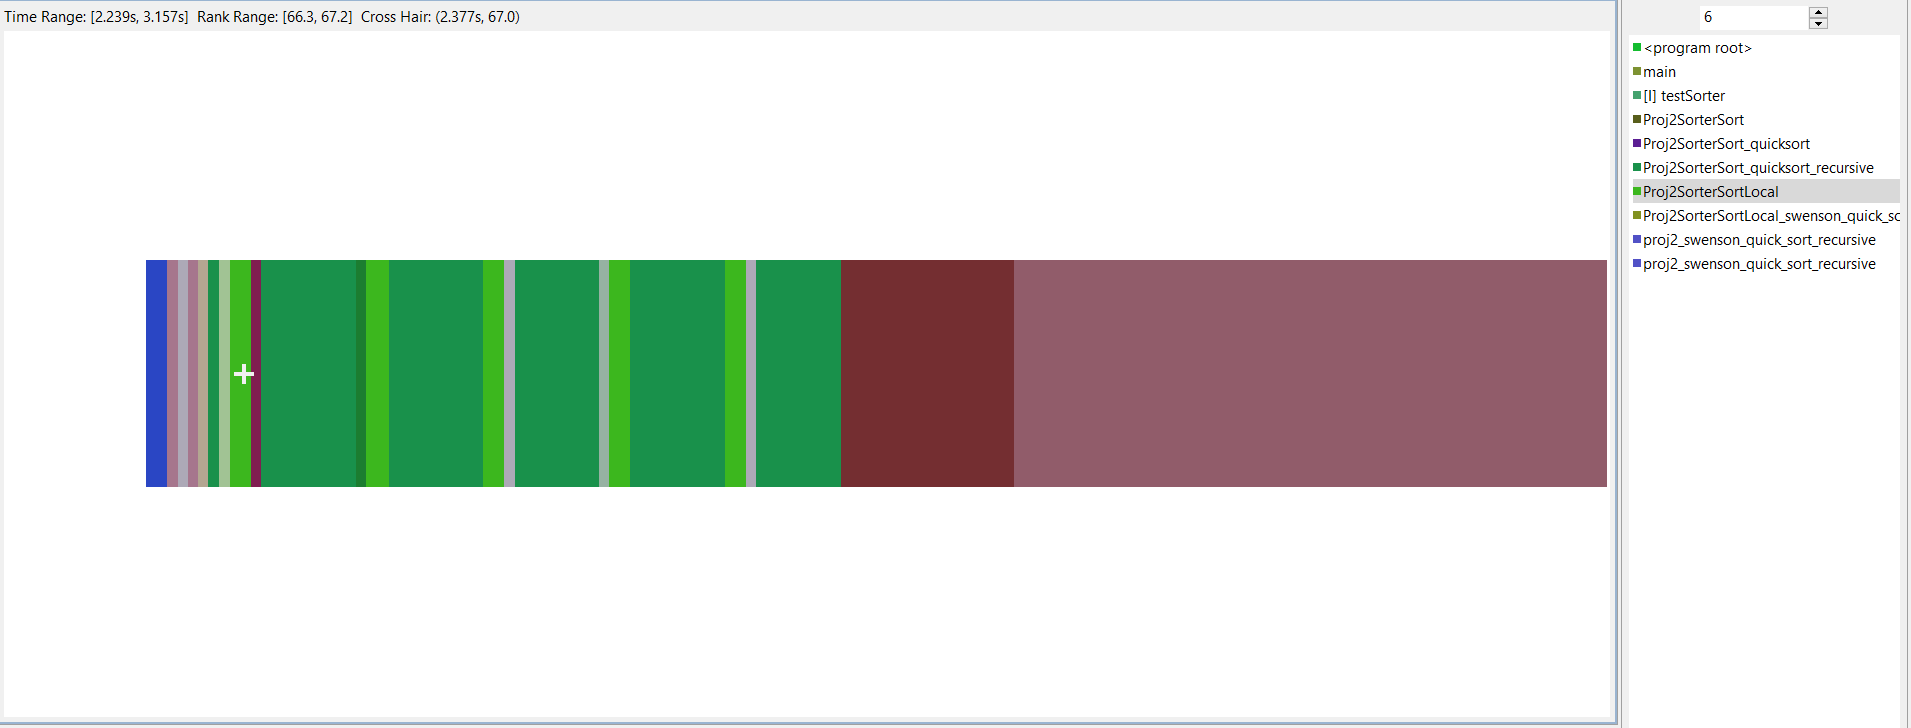 Time Range: [2.239s, 3.157s] Rank Range: [66.3, 67.2] Cross Hair: (2.377s, 67.0)
6
<program root>
main
[I] testSorter
Proj2SorterSort
Proj2SorterSort_quicksort
Proj2SorterSort_quicksort_recursive
Proj2SorterSortLocal
Proj2SorterSortLocal_swenson_quick_sc
proj2_swenson_quick_sort_recursive
proj2_swenson_quick_sort_recursive